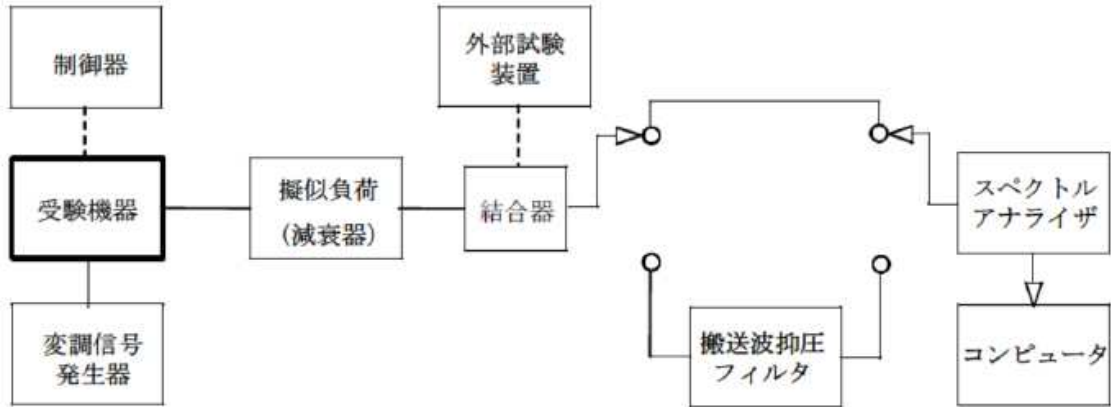 制御器
外部試験
装置
受験機器
擬似負荷
(減衰器)
結合器
スペクトル
アナライザ
変調信号
発生器
搬送波抑圧
フィルタ
コンピュータ